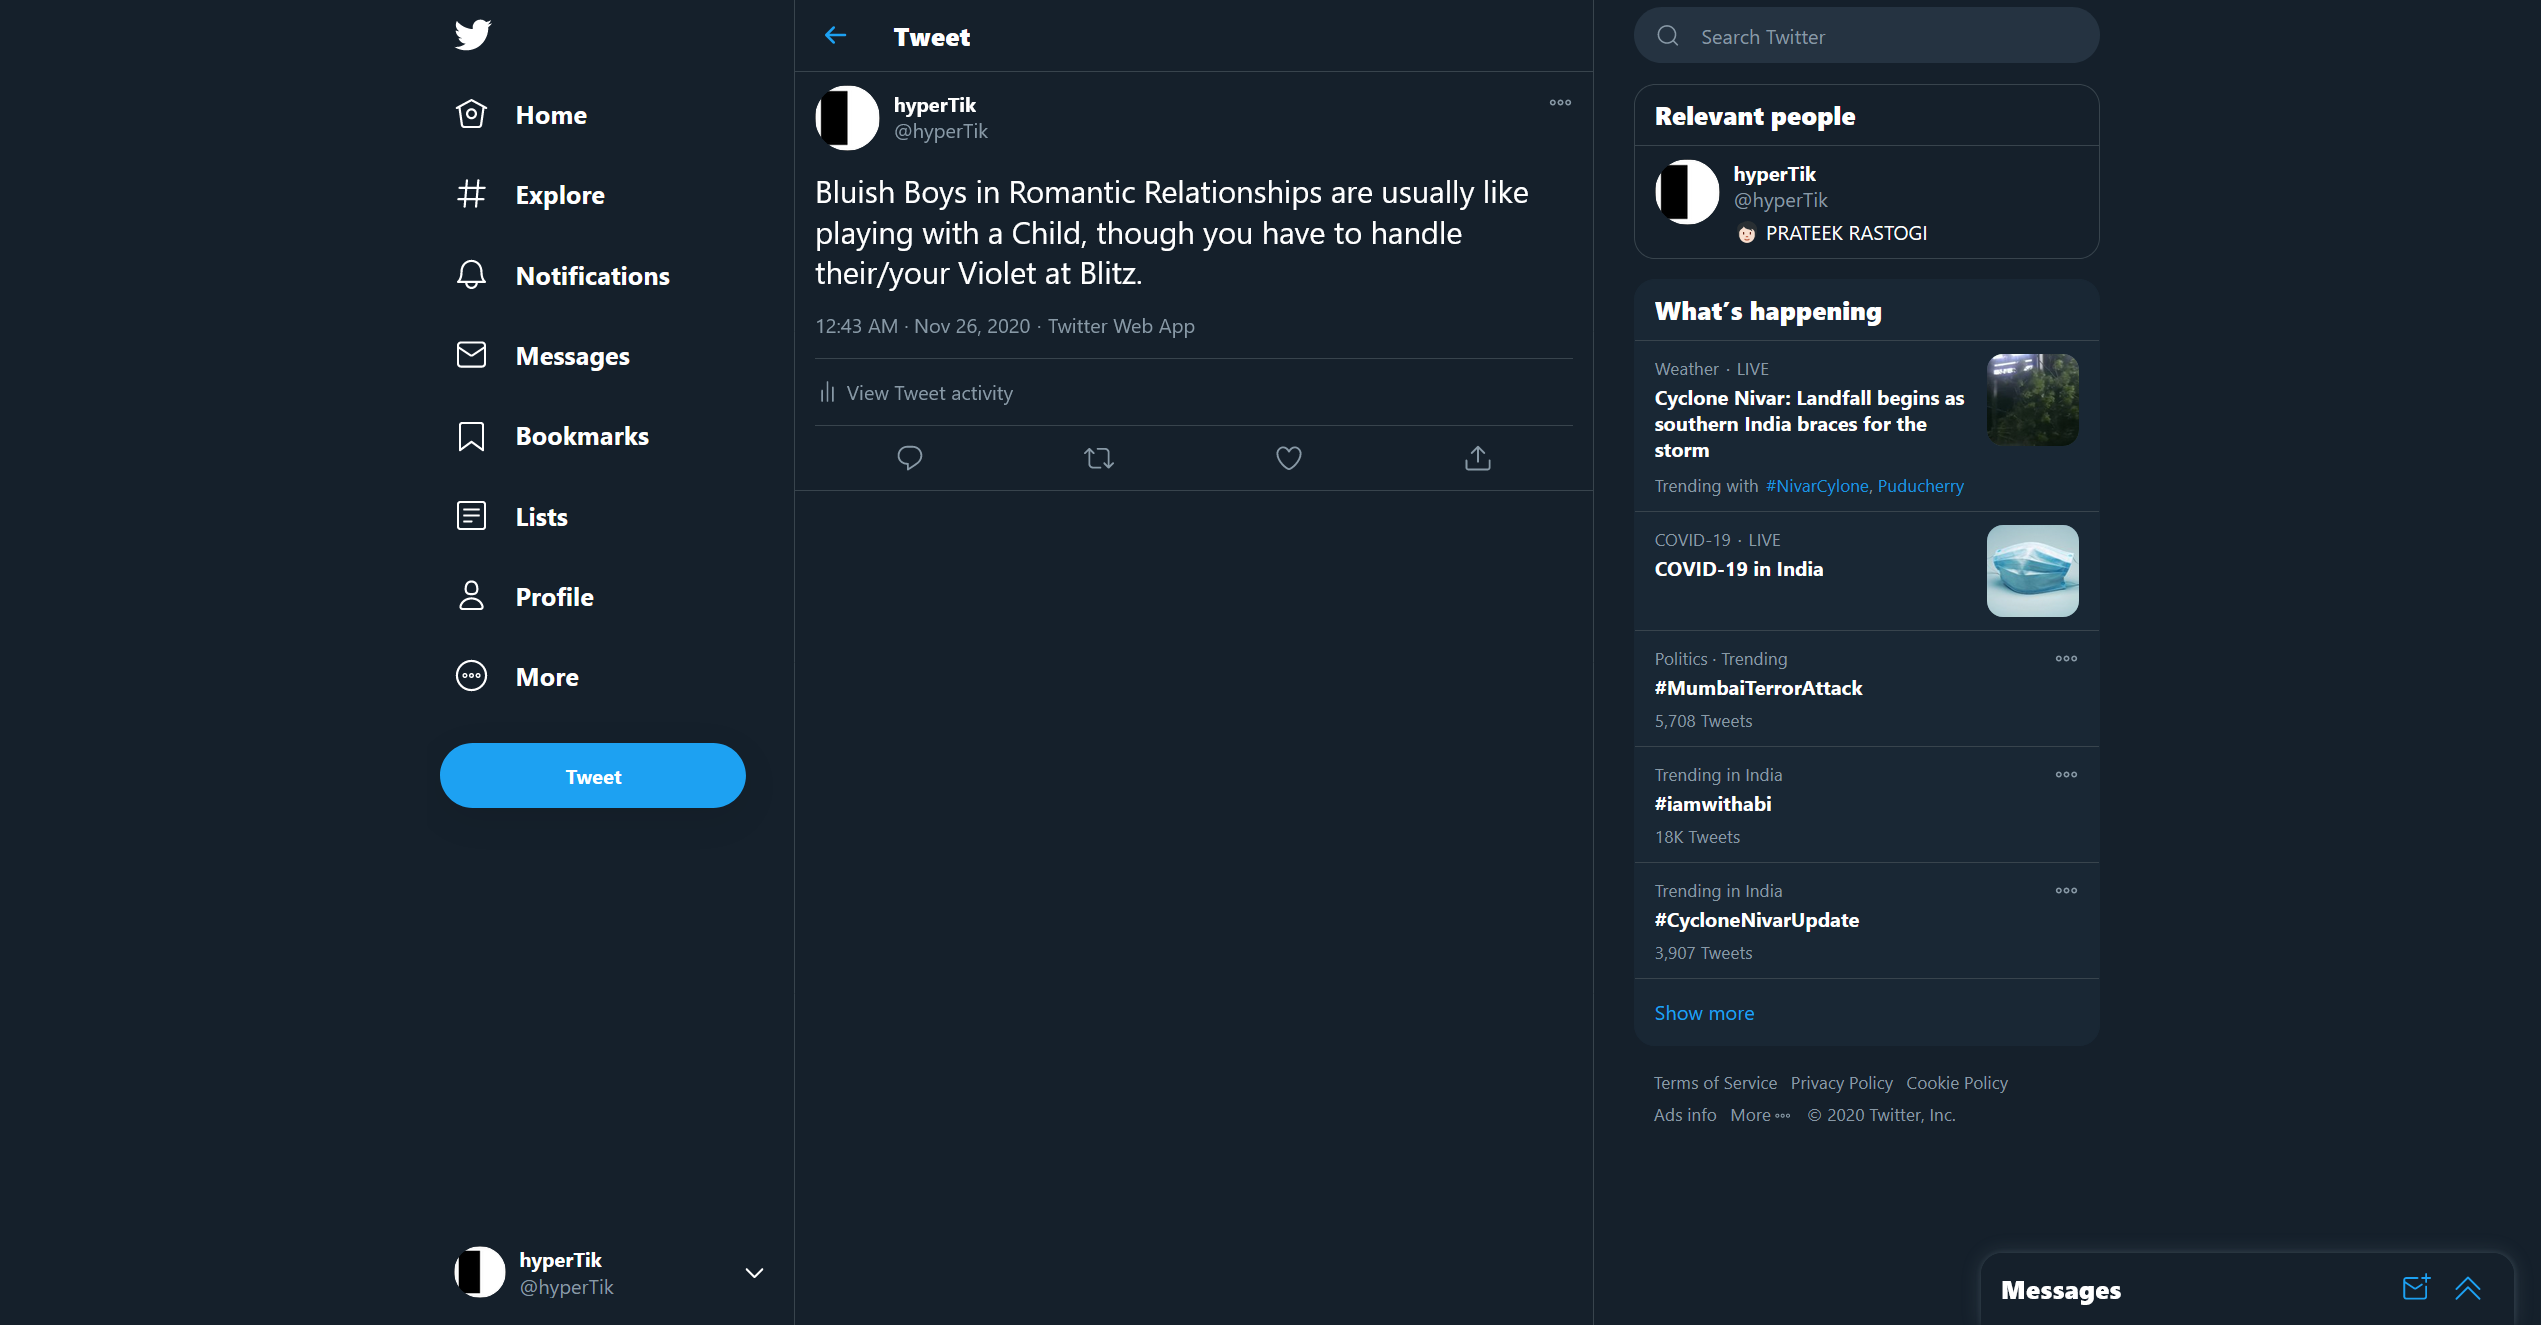 Home
Explore
Notifications
Messages
Bookmarks
Lists
Profile
More
Tweet
hyperTik
@hyperTik
Tweet
hyperTik
@hyperTik
Bluish Boys in Romantic Relationships are usually like
playing with a Child, though you have to handle
their/your Violet at Blitz.
12:43 AM · Nov 26, 2020 · Twitter Web App
View Tweet activity
Search Twitter
Relevant people
hyperTik
@hyperTik
PRATEEK RASTOGI
What's happening
Weather · LIVE
Cyclone Nivar: Landfall begins as
southern India braces for the
storm
Trending with #NivarCylone, Puducherry
COVID-19 · LIVE
COVID-19 in India
Politics · Trending
#MumbaiTerrorAttack
5,708 Tweets
Trending in India
#iamwithabi
18K Tweets
Trending in India
#CycloneNivarUpdate
3,907 Tweets
Show more
Terms of Service Privacy Policy Cookie Policy
Ads info More © 2020 Twitter, Inc.
Messages